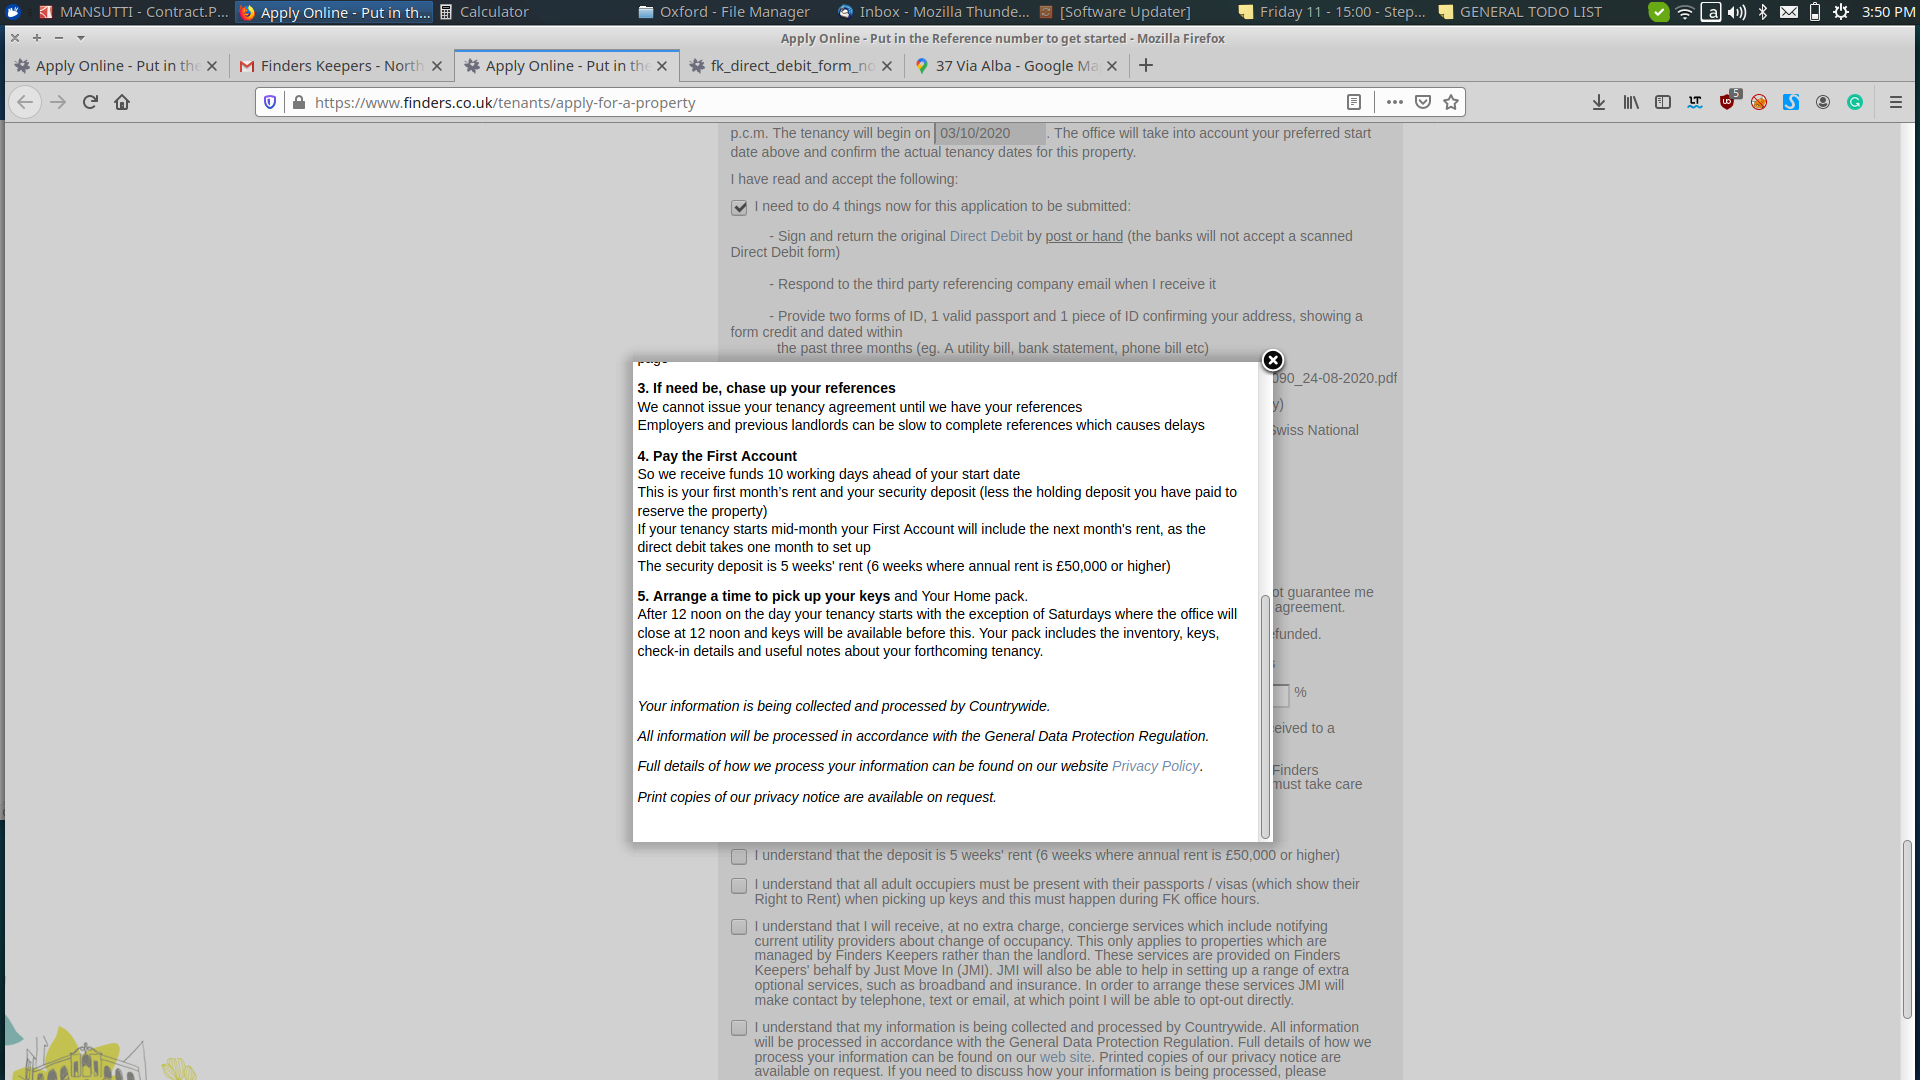 MANSUTTI - Contract.P...
Apply Online - Put in th...
Calculator
Oxford - File Manager
Inbox - Mozilla Thunde...
[Software Updater]
Friday 11 - 15:00 - Step...
GENERAL TODO LIST
a
3:50 PM
Apply Online - Put in the Reference number to get started - Mozilla Firefox
Apply Online - Put in the
Finders Keepers - North
Apply Online - Put in the
fk_direct_debit_form_no
37 Via Alba - Google Ma
https://www.finders.co.uk/tenants/apply-for-a-property
5
p.c.m. The tenancy will begin on 03/10/2020 . The office will take into account your preferred start
date above and confirm the actual tenancy dates for this property.
I have read and accept the following:
I need to do 4 things now for this application to be submitted:
- Sign and return the original Direct Debit by post or hand (the banks will not accept a scanned
Direct Debit form)
- Respond to the third party referencing company email when I receive it
- Provide two forms of ID, 1 valid passport and 1 piece of ID confirming your address, showing a
form credit and dated within
the past three months (eg. A utility bill, bank statement, phone bill etc)
page
3. If need be, chase up your references
We cannot issue your tenancy agreement until we have your references
Employers and previous landlords can be slow to complete references which causes delays
4. Pay the First Account
So we receive funds 10 working days ahead of your start date
This is your first month's rent and your security deposit (less the holding deposit you have paid to
reserve the property)
If your tenancy starts mid-month your First Account will include the next month's rent, as the
direct debit takes one month to set up
The security deposit is 5 weeks' rent (6 weeks where annual rent is £50,000 or higher)
5. Arrange a time to pick up your keys and Your Home pack.
After 12 noon on the day your tenancy starts with the exception of Saturdays where the office will
close at 12 noon and keys will be available before this. Your pack includes the inventory, keys,
check-in details and useful notes about your forthcoming tenancy.
Your information is being collected and processed by Countrywide.
All information will be processed in accordance with the General Data Protection Regulation.
Full details of how we process your information can be found on our website Privacy Policy.
Print copies of our privacy notice are available on request.
090_24-08-2020.pdf
y)
Swiss National
ot guarantee me
agreement.
efunded.
s
%
eived to a
Finders
must take care
I understand that the deposit is 5 weeks' rent (6 weeks where annual rent is £50,000 or higher)
I understand that all adult occupiers must be present with their passports / visas (which show their
Right to Rent) when picking up keys and this must happen during FK office hours.
I understand that I will receive, at no extra charge, concierge services which include notifying
current utility providers about change of occupancy. This only applies to properties which are
managed by Finders Keepers rather than the landlord. These services are provided on Finders
Keepers' behalf by Just Move In (JMI). JMI will also be able to help in setting up a range of extra
optional services, such as broadband and insurance. In order to arrange these services JMI will
make contact by telephone, text or email, at which point I will be able to opt-out directly.
I understand that my information is being collected and processed by Countrywide. All information
will be processed in accordance with the General Data Protection Regulation. Full details of how we
process your information can be found on our web site. Printed copies of our privacy notice are
available on request. If you need to discuss how your information is being processed, please